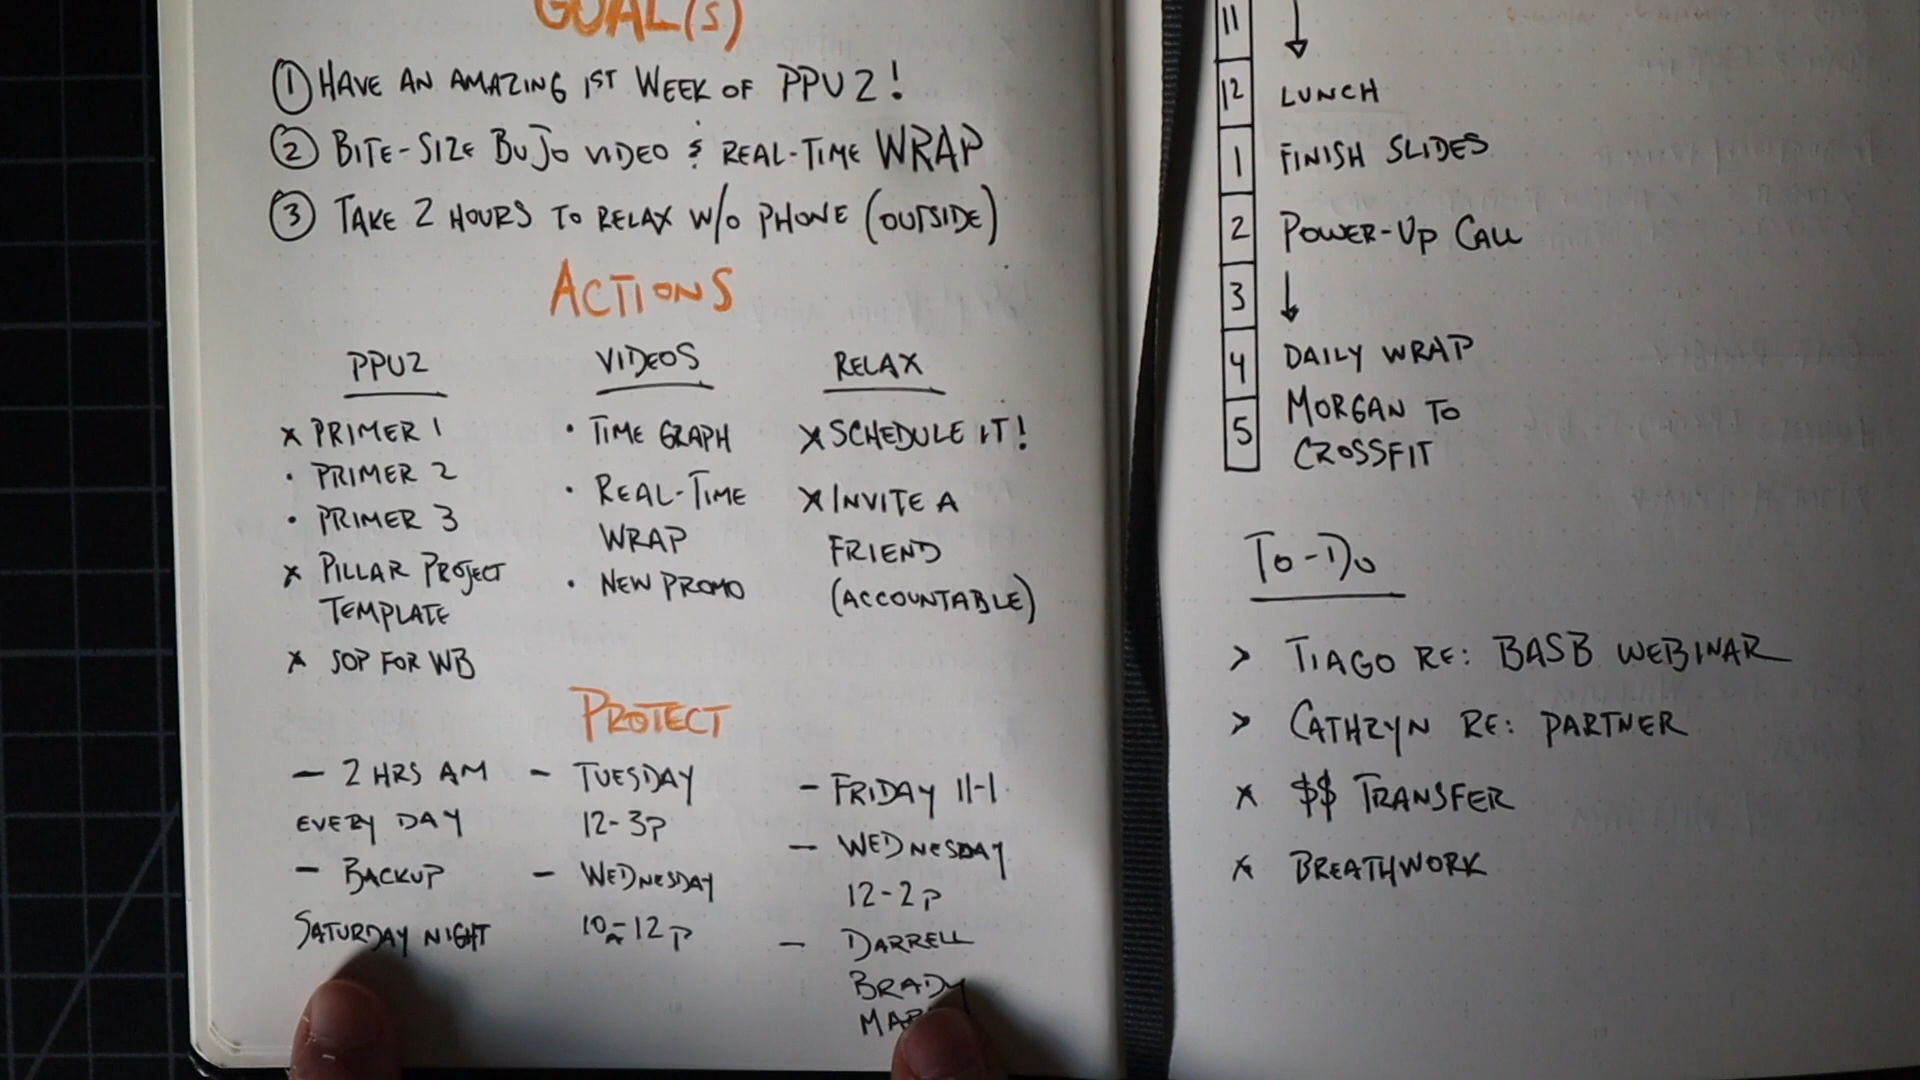 GOAL(S)
① HAVE AN AMAZING 1ST WEEK OF PPU2!
② BITE-SIZE BUJO VIDEO & REAL-TIME WRAP
③ TAKE 2 HOURS TO RELAX W/O PHONE (OUTSIDE)
ACTIONS
PPU2
x PRIMER 1
• PRIMER 2
• PRIMER 3
x PILLAR PROJECT
TEMPLATE
x SOP FOR WB
VIDEOS
• TIME GRAPH
• REAL-TIME
WRAP
• NEW PROMO
RELAX
x SCHEDULE IT!
x INVITE A
FRIEND
(ACCOUNTABLE)
PROTECT
— 2 HRS AM
EVERY DAY
— BACKUP
SATURDAY NIGHT
— TUESDAY
12-3P
— WEDNESDAY
10A-12P
— FRIDAY 11-1
— WEDNESDAY
12-2P
— DARRELL
BRADY
11
12 LUNCH
1 FINISH SLIDES
2 POWER-UP CALL
3
4 DAILY WRAP
5 MORGAN TO
CROSSFIT
TO-DO
> TIAGO RE: BASB WEBINAR
> CATHRYN RE: PARTNER
x $$ TRANSFER
x BREATHWORK